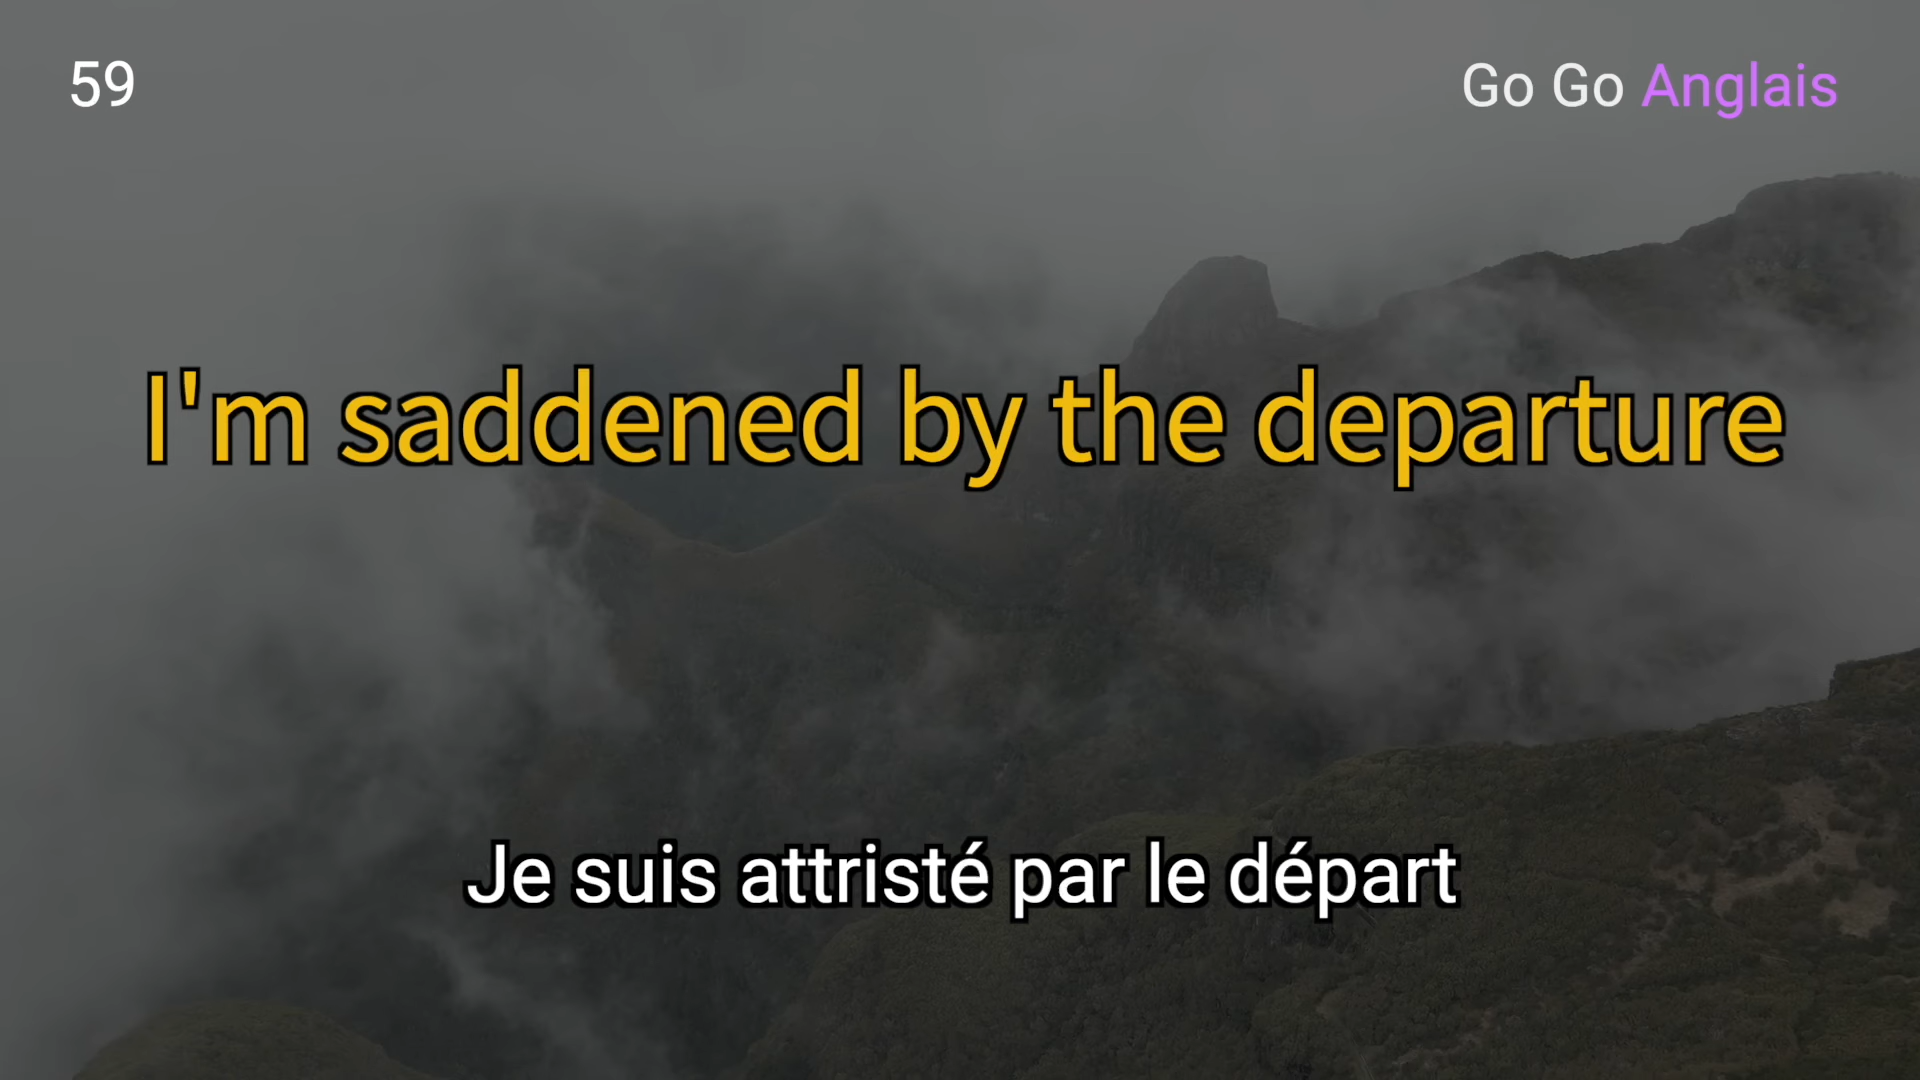 59
Go Go Anglais
I'm saddened by the departure
Je suis attristé par le départ